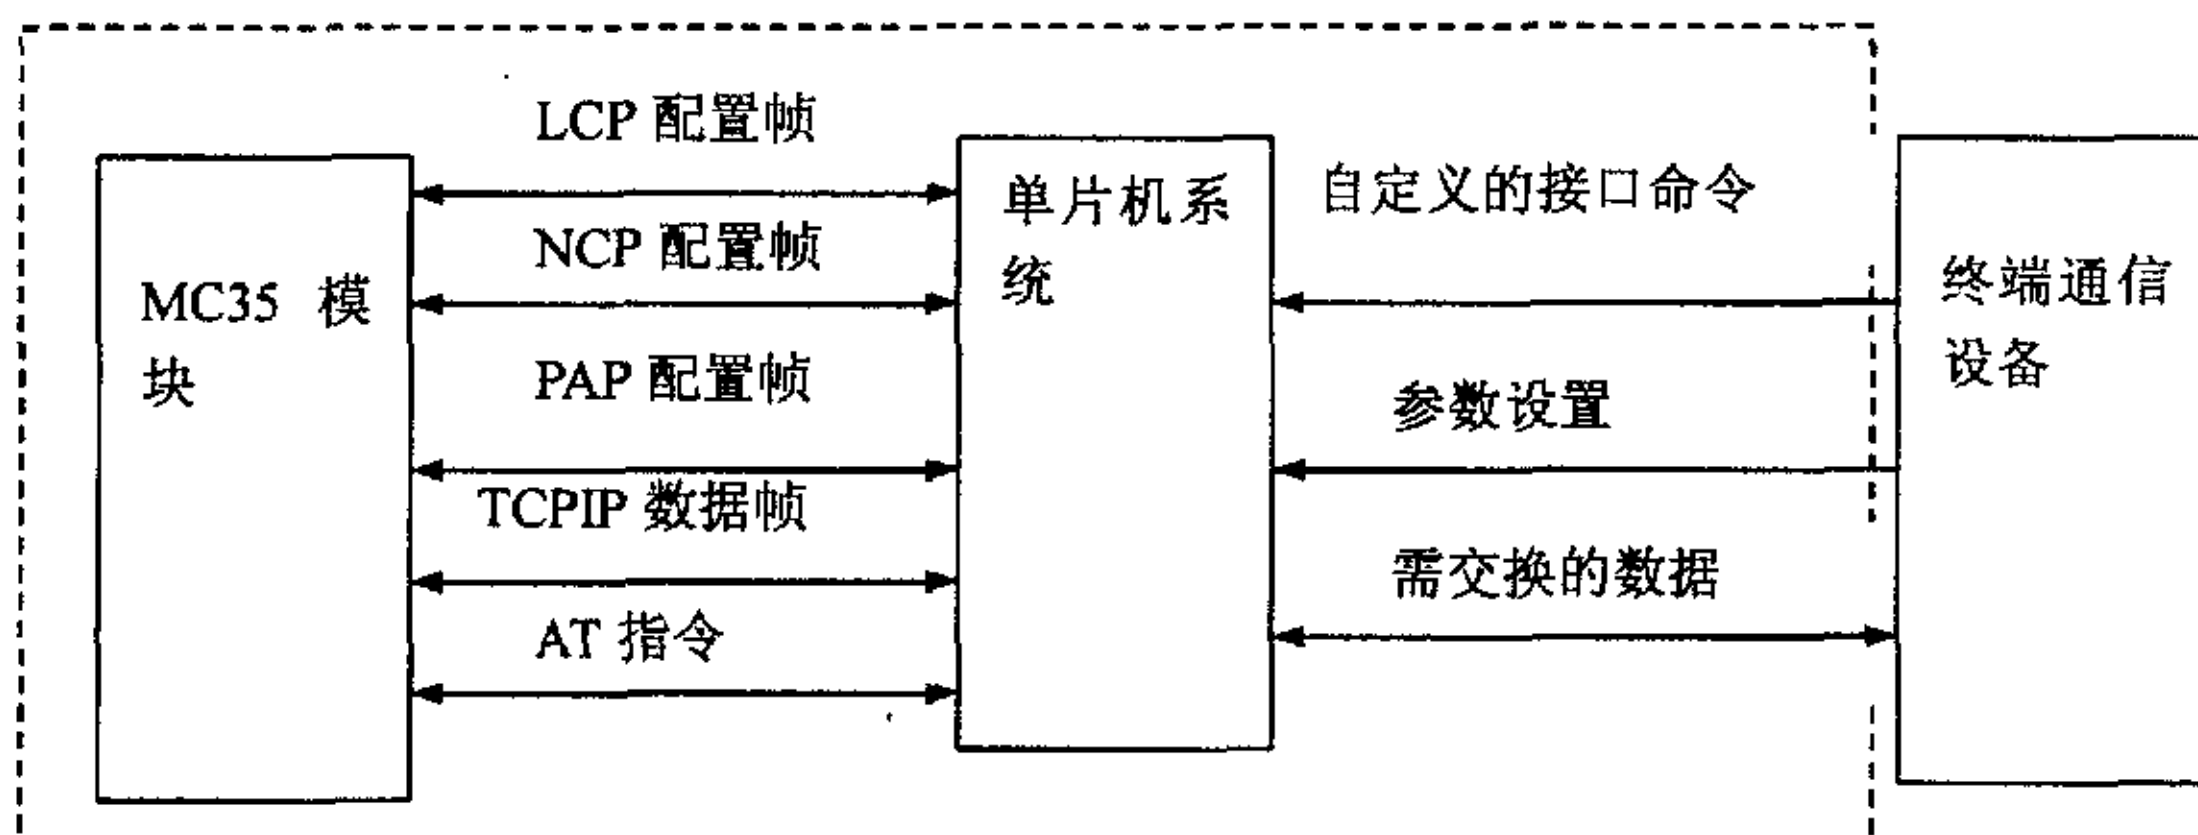 LCP 配置帧
NCP 配置帧
PAP 配置帧
TCPIP 数据帧
AT 指令
MC35 模
块
单片机系
统
自定义的接口命令
参数设置
需交换的数据
终端通信
设备